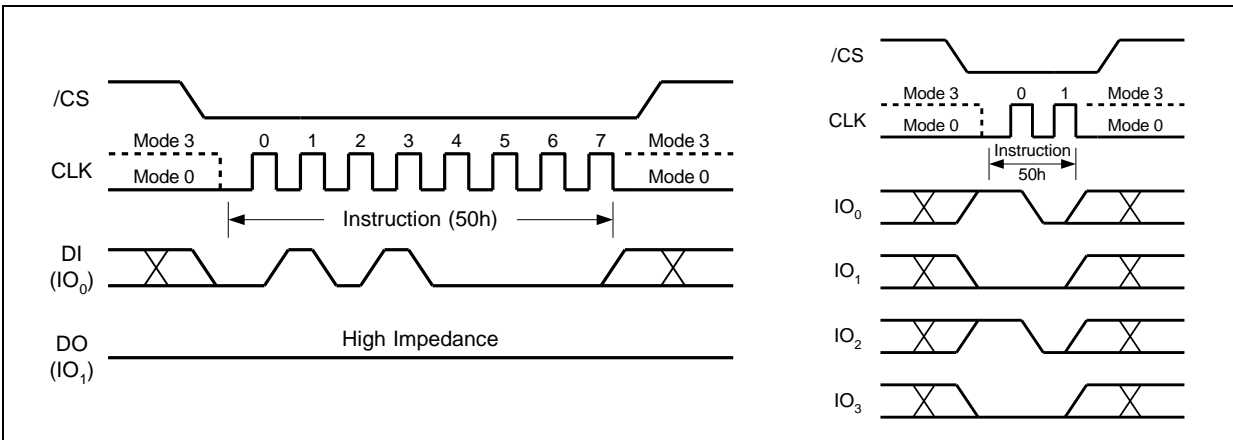 /CS
Mode 3 0 1 2 3 4 5 6 7 Mode 3
CLK
Mode 0 Mode 0
Instruction (50h)
DI
(IO0)
High Impedance
DO
(IO1)
/CS
Mode 3 0 1 Mode 3
CLK
Mode 0 Mode 0
Instruction
50h
IO0
IO1
IO2
IO3